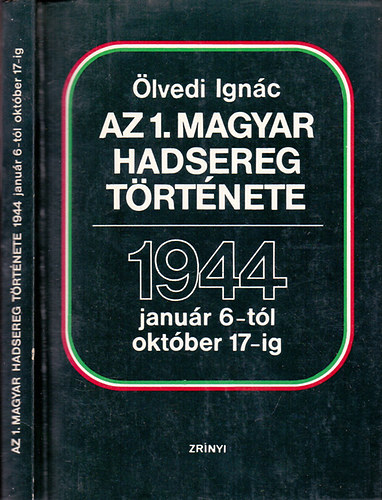 AZ 1. MAGYAR HADSEREG TÖRTÉNETE 1944 január 6-tól október 17-ig
Ölvedi Ignác
AZ 1. MAGYAR
HADSEREG
TÖRTÉNETE
1944
január 6-tól
október 17-ig
ZRÍNYI